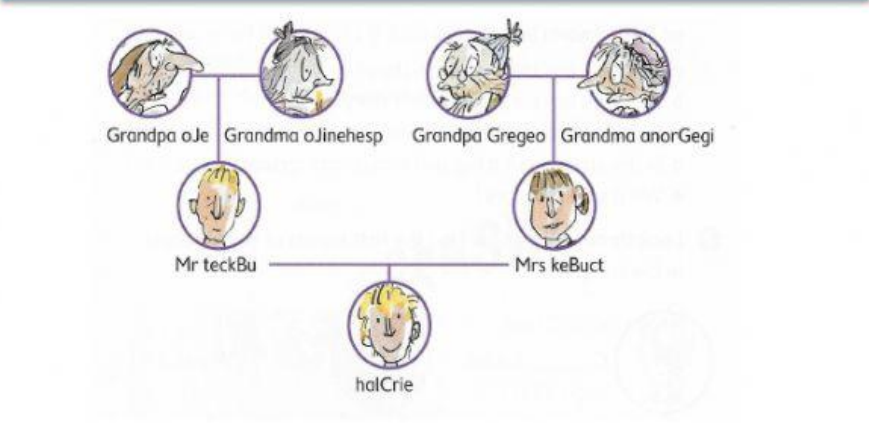 Grandpa oJe Grandma oJinehesp Grandpa Gregeo Grandma anorGegi
Mr teckBu Mrs keBuct
halCrie